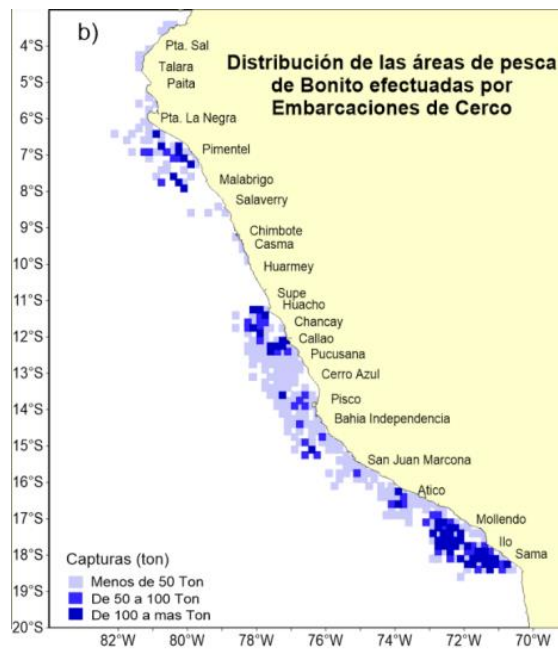 b)
Distribución de las áreas de pesca
de Bonito efectuadas por
Embarcaciones de Cerco
4°S
5°S
6°S
7°S
8°S
9°S
10°S
11°S
12°S
13°S
14°S
15°S
16°S
17°S
18°S
19°S
20°S
Pta. Sal
Talara
Paita
Pta. La Negra
Pimentel
Malabrigo
Salaverry
Chimbote
Casma
Huarmey
Supe
Huacho
Chancay
Callao
Pucusana
Cerro Azul
Pisco
Bahia Independencia
San Juan Marcona
Atico
Mollendo
Ilo
Sama
Capturas (ton)
Menos de 50 Ton
De 50 a 100 Ton
De 100 a mas Ton
82°W 80°W 78°W 76°W 74°W 72°W 70°W